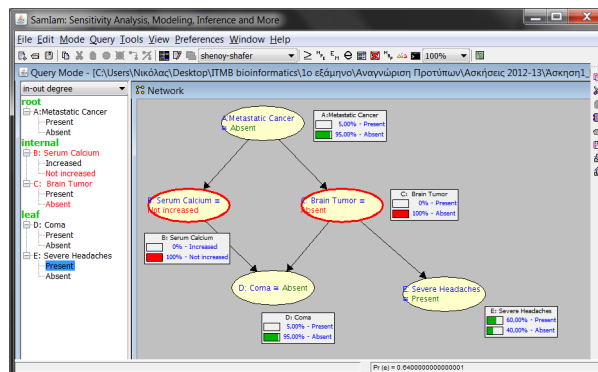 SamIam: Sensitivity Analysis, Modeling, Inference and More
File Edit Mode Query Tools View Preferences Window Help
shenoy-shafer
100%
Query Mode - [C:\Users\Νικόλας\Desktop\ITMB bioinformatics\1ο εξάμηνο\Αναγνώριση Προτύπων\Ασκήσεις 2012-13\Άσκηση1_
in-out degree
Network
root
A:Metastatic Cancer
Present
Absent
internal
B: Serum Calcium
Increased
Not increased
C: Brain Tumor
Present
Absent
leaf
D: Coma
Present
Absent
E: Severe Headaches
Present
Absent
A:Metastatic Cancer
≅ Absent
A:Metastatic Cancer
5,00% - Present
95,00% - Absent
B: Serum Calcium ≅
Not increased
C: Brain Tumor ≅
Absent
C: Brain Tumor
0% - Present
100% - Absent
B: Serum Calcium
0% - Increased
100% - Not increased
D: Coma ≅ Absent
E: Severe Headaches
≅ Present
D: Coma
5,00% - Present
95,00% - Absent
E: Severe Headaches
60,00% - Present
40,00% - Absent
Pr (e) = 0.6400000000000001